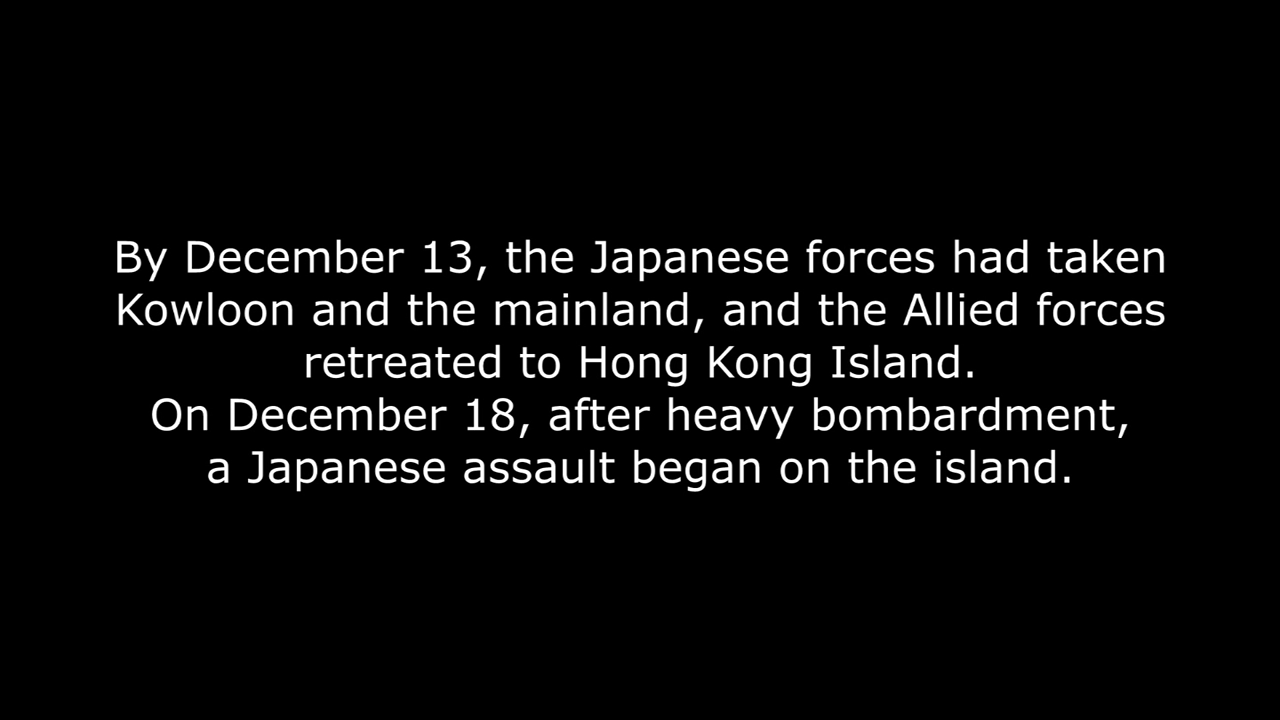 By December 13, the Japanese forces had taken
Kowloon and the mainland, and the Allied forces
retreated to Hong Kong Island.
On December 18, after heavy bombardment,
a Japanese assault began on the island.